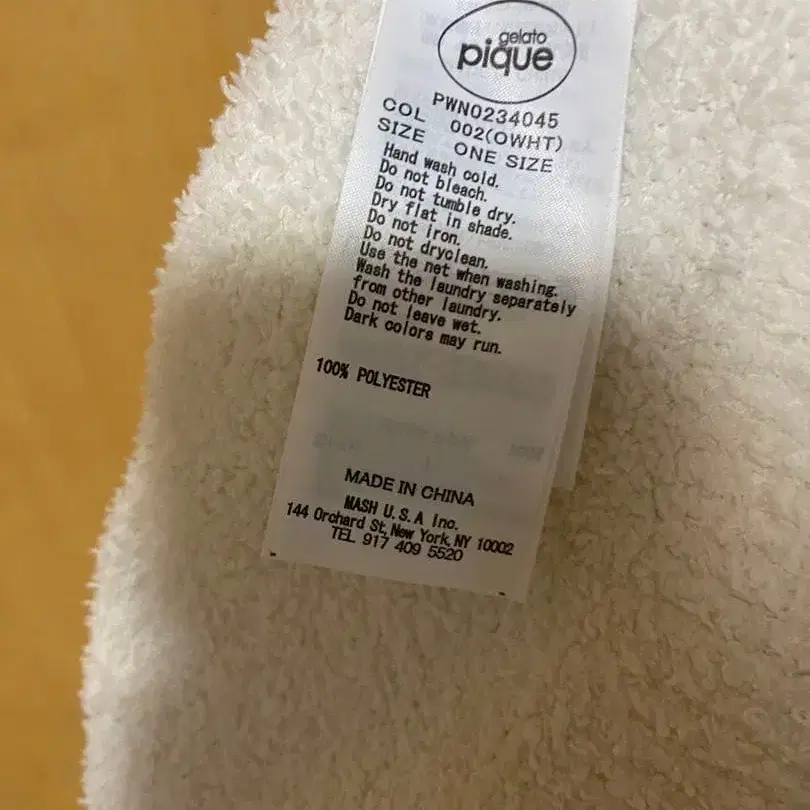 gelato
pique
PWN0234045
COL 002(OWHT)
SIZE ONE SIZE
Hand wash cold.
Do not bleach.
Do not tumble dry.
Dry flat in shade.
Do not iron.
Do not dryclean.
Use the net when washing.
Wash the laundry separately
from other laundry.
Do not leave wet.
Dark colors may run.
100% POLYESTER
MADE IN CHINA
MASH U.S.A Inc.
144 Orchard St, New York, NY 10002
TEL 917 409 5520